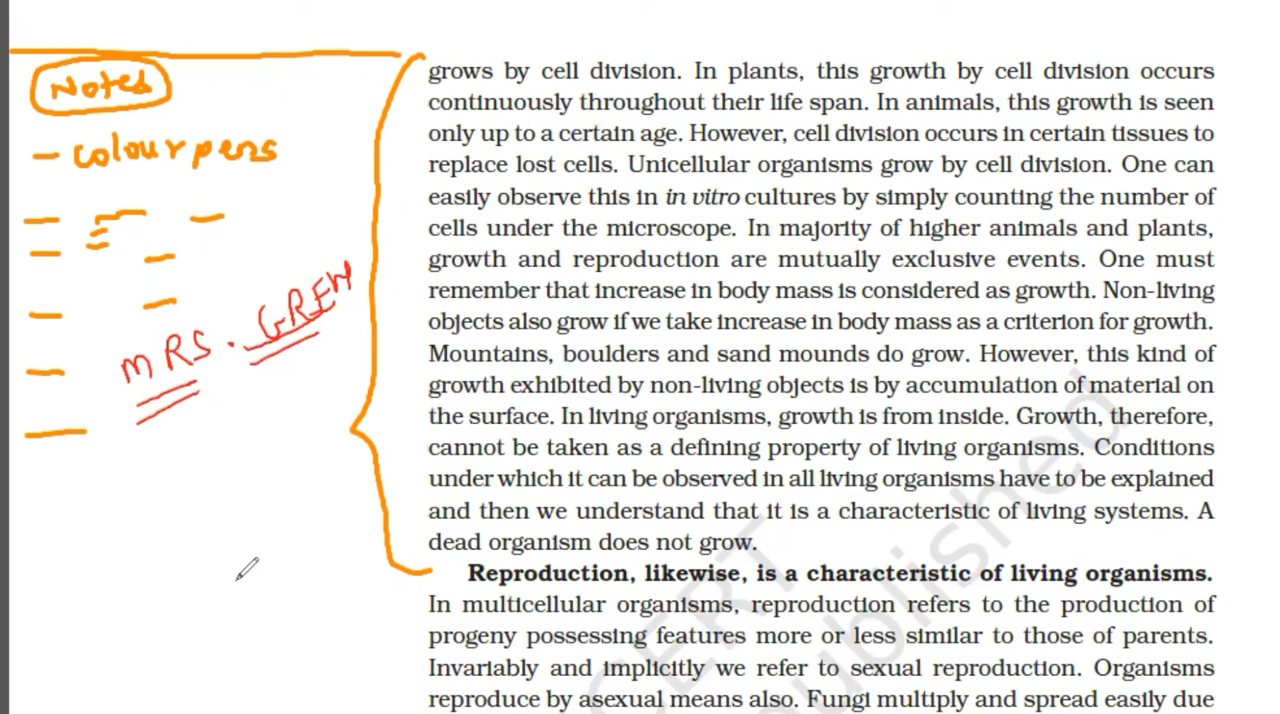 Notes
- colour pens
MRS. GREN
grows by cell division. In plants, this growth by cell division occurs
continuously throughout their life span. In animals, this growth is seen
only up to a certain age. However, cell division occurs in certain tissues to
replace lost cells. Unicellular organisms grow by cell division. One can
easily observe this in in vitro cultures by simply counting the number of
cells under the microscope. In majority of higher animals and plants,
growth and reproduction are mutually exclusive events. One must
remember that increase in body mass is considered as growth. Non-living
objects also grow if we take increase in body mass as a criterion for growth.
Mountains, boulders and sand mounds do grow. However, this kind of
growth exhibited by non-living objects is by accumulation of material on
the surface. In living organisms, growth is from inside. Growth, therefore,
cannot be taken as a defining property of living organisms. Conditions
under which it can be observed in all living organisms have to be explained
and then we understand that it is a characteristic of living systems. A
dead organism does not grow.
Reproduction, likewise, is a characteristic of living organisms.
In multicellular organisms, reproduction refers to the production of
progeny possessing features more or less similar to those of parents.
Invariably and implicitly we refer to sexual reproduction. Organisms
reproduce by asexual means also. Fungi multiply and spread easily due